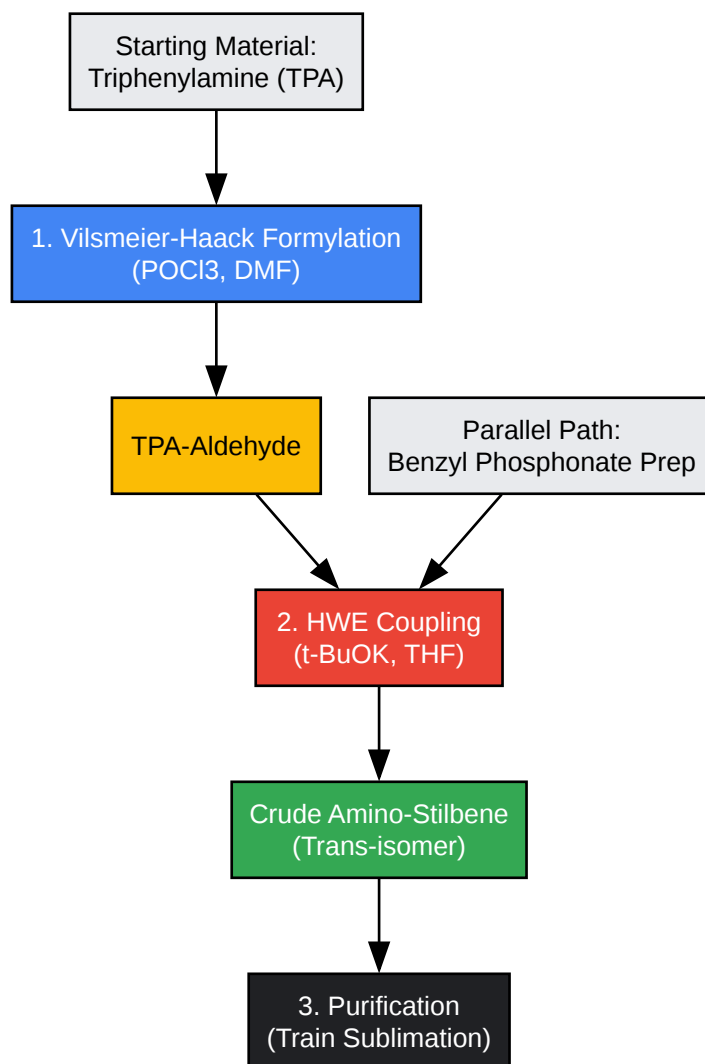 Starting Material:
Triphenylamine (TPA)
1. Vilsmeier-Haack Formylation
(POCl3, DMF)
TPA-Aldehyde
Parallel Path:
Benzyl Phosphonate Prep
2. HWE Coupling
(t-BuOK, THF)
Crude Amino-Stilbene
(Trans-isomer)
3. Purification
(Train Sublimation)